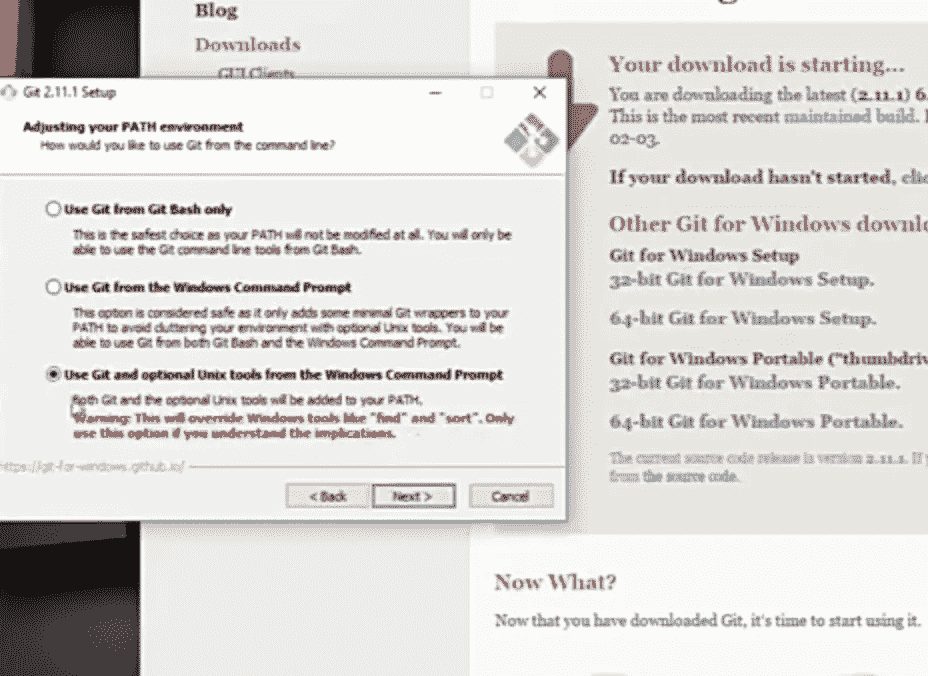 Blog
Downloads
GUI Clients
Git 2.11.1 Setup
Adjusting your PATH environment
How would you like to use Git from the command line?
Use Git from Git Bash only
This is the safest choice as your PATH will not be modified at all. You will only be
able to use the Git command line tools from Git Bash.
Use Git from the Windows Command Prompt
This option is considered safe as it only adds some minimal Git wrappers to your
PATH to avoid cluttering your environment with optional Unix tools. You will be
able to use Git from both Git Bash and the Windows Command Prompt.
Use Git and optional Unix tools from the Windows Command Prompt
Both Git and the optional Unix tools will be added to your PATH.
Warning: This will override Windows tools like "find" and "sort". Only
use this option if you understand the implications.
https://git-for-windows.github.io/
< Back
Next >
Cancel
Your download is starting...
You are downloading the latest (2.11.1) 6
This is the most recent maintained build.
02-03.
If your download hasn't started, clic
Other Git for Windows downlo
Git for Windows Setup
32-bit Git for Windows Setup.
64-bit Git for Windows Setup.
Git for Windows Portable ("thumbdriv
32-bit Git for Windows Portable.
64-bit Git for Windows Portable.
The current source code release is version 2.11.1. If y
from the source code.
Now What?
Now that you have downloaded Git, it's time to start using it.